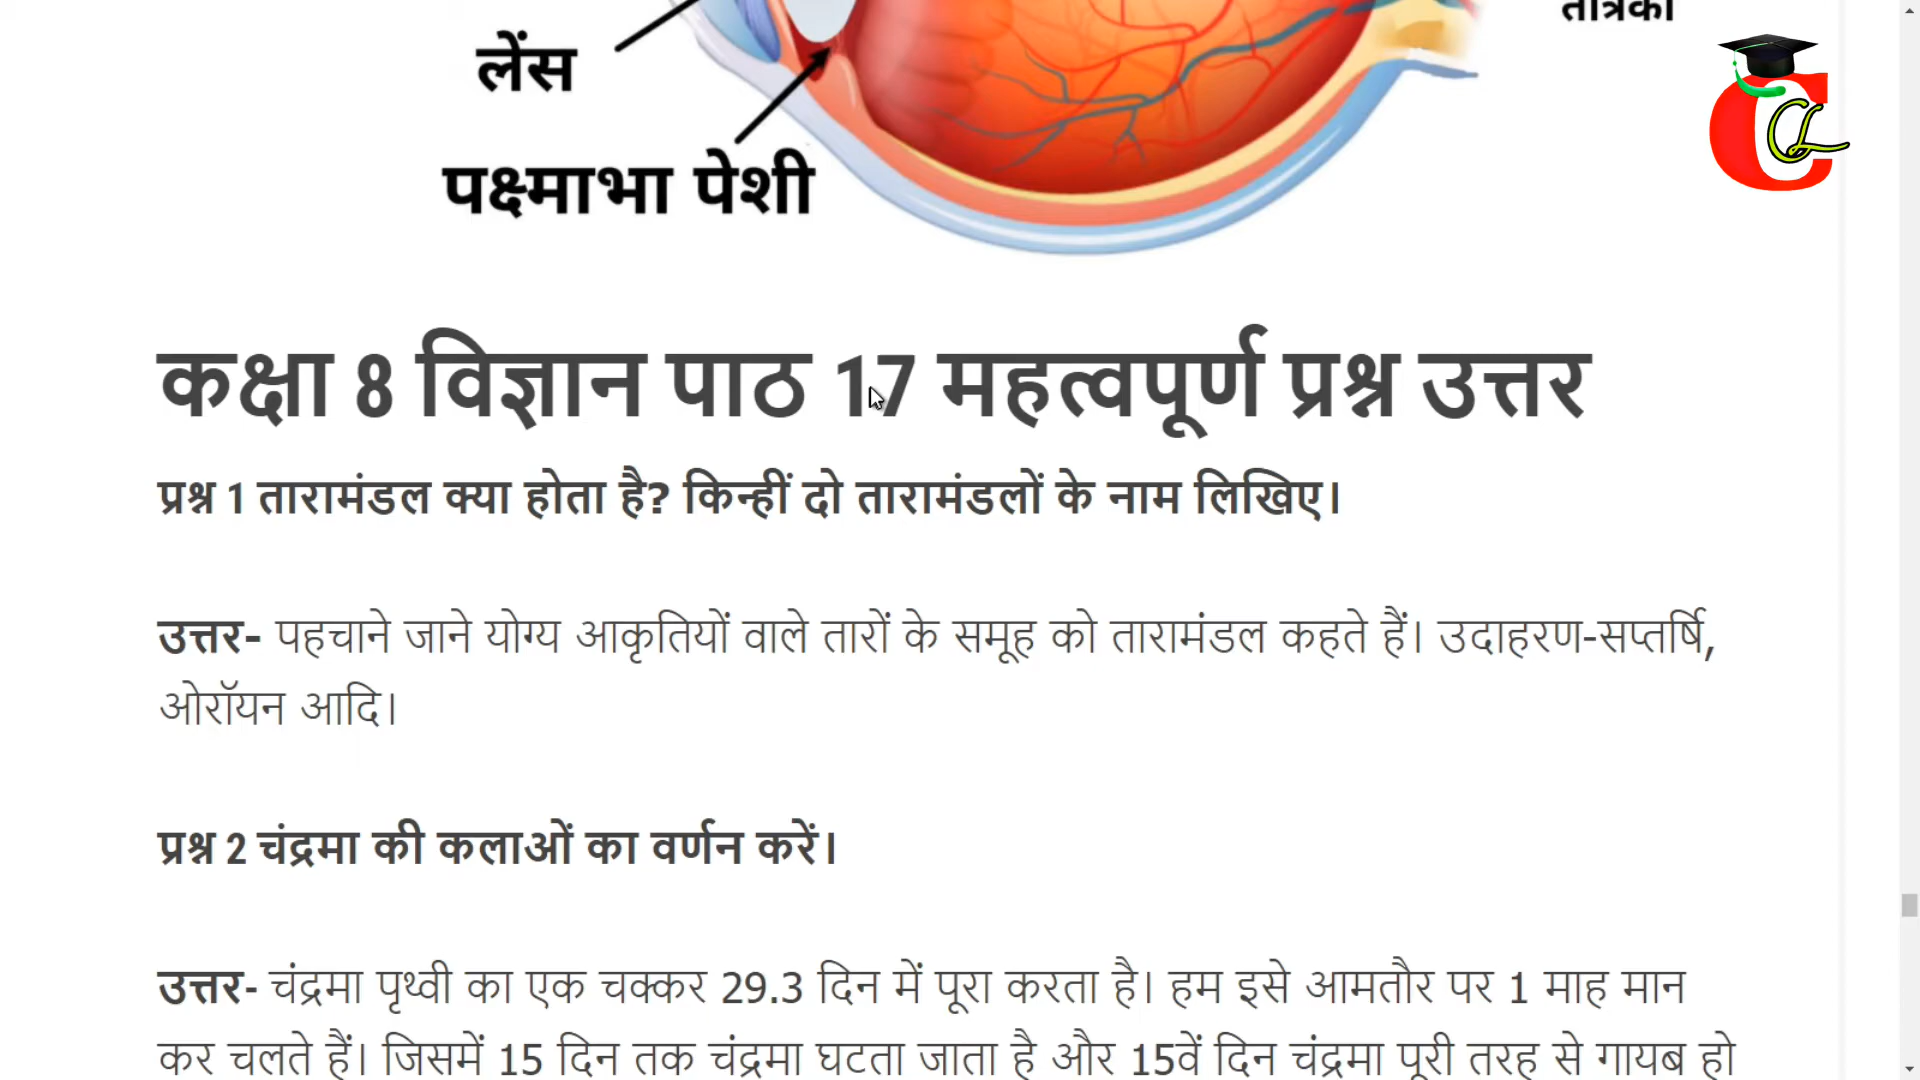 लेंस
पक्ष्माभा पेशी
कक्षा 8 विज्ञान पाठ 17 महत्वपूर्ण प्रश्न उत्तर
प्रश्न 1 तारामंडल क्या होता है? किन्हीं दो तारामंडलों के नाम लिखिए।
उत्तर- पहचाने जाने योग्य आकृतियों वाले तारों के समूह को तारामंडल कहते हैं। उदाहरण-सप्तर्षि,
ओरॉयन आदि।
प्रश्न 2 चंद्रमा की कलाओं का वर्णन करें।
उत्तर- चंद्रमा पृथ्वी का एक चक्कर 29.3 दिन में पूरा करता है। हम इसे आमतौर पर 1 माह मान
कर चलते हैं। जिसमें 15 दिन तक चंद्रमा घटता जाता है और 15वें दिन चंद्रमा पूरी तरह से गायब हो